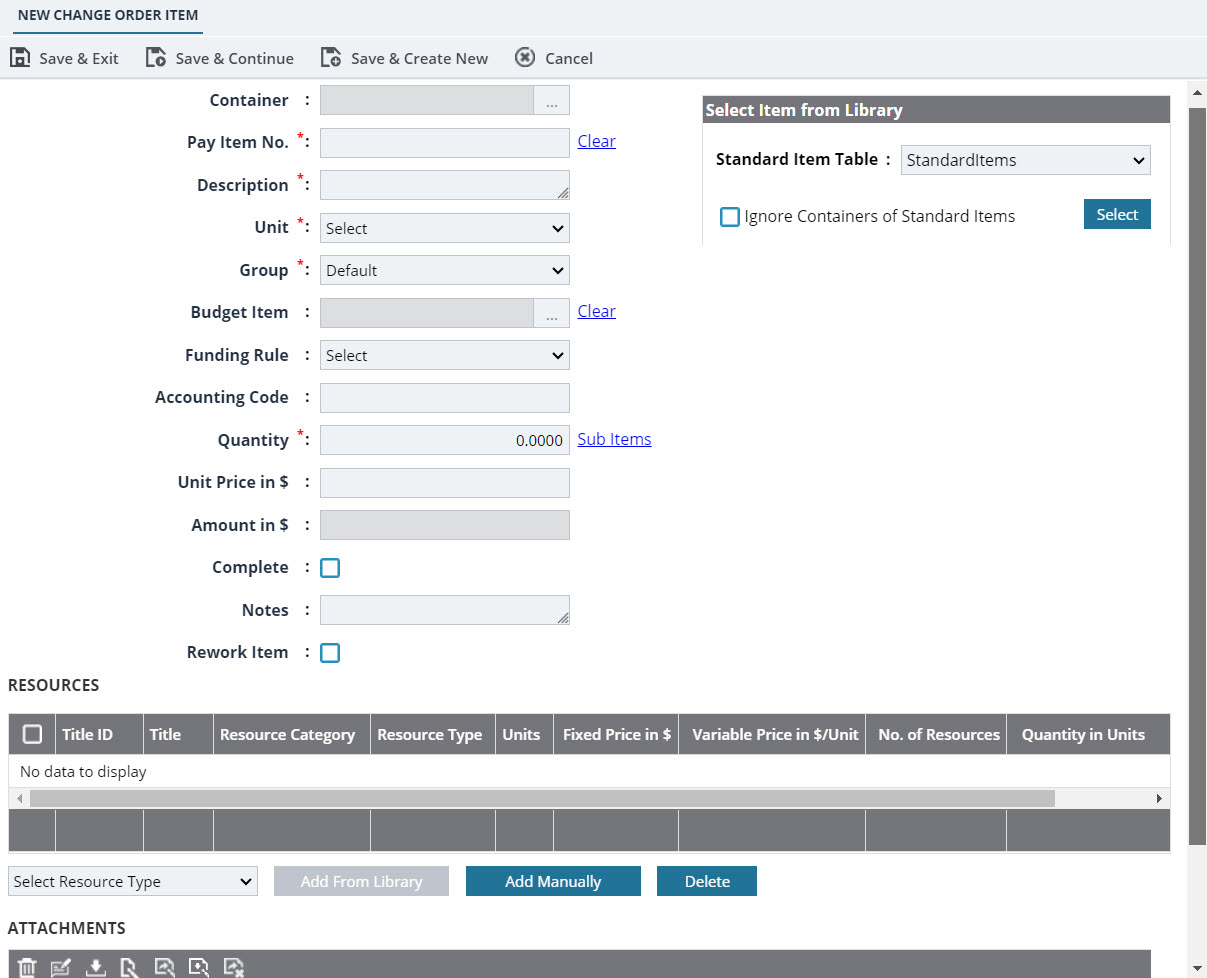 NEW CHANGE ORDER ITEM
Save & Exit Save & Continue Save & Create New Cancel
Container : ...
Pay Item No. * : Clear
Description * :
Unit * : Select
Group * : Default
Budget Item : ... Clear
Funding Rule : Select
Accounting Code :
Quantity * : 0.0000 Sub Items
Unit Price in $ :
Amount in $ :
Complete :
Notes :
Rework Item :
Select Item from Library
Standard Item Table : StandardItems
Ignore Containers of Standard Items Select
RESOURCES
Title ID Title Resource Category Resource Type Units Fixed Price in $ Variable Price in $/Unit No. of Resources Quantity in Units
No data to display
Select Resource Type Add From Library Add Manually Delete
ATTACHMENTS